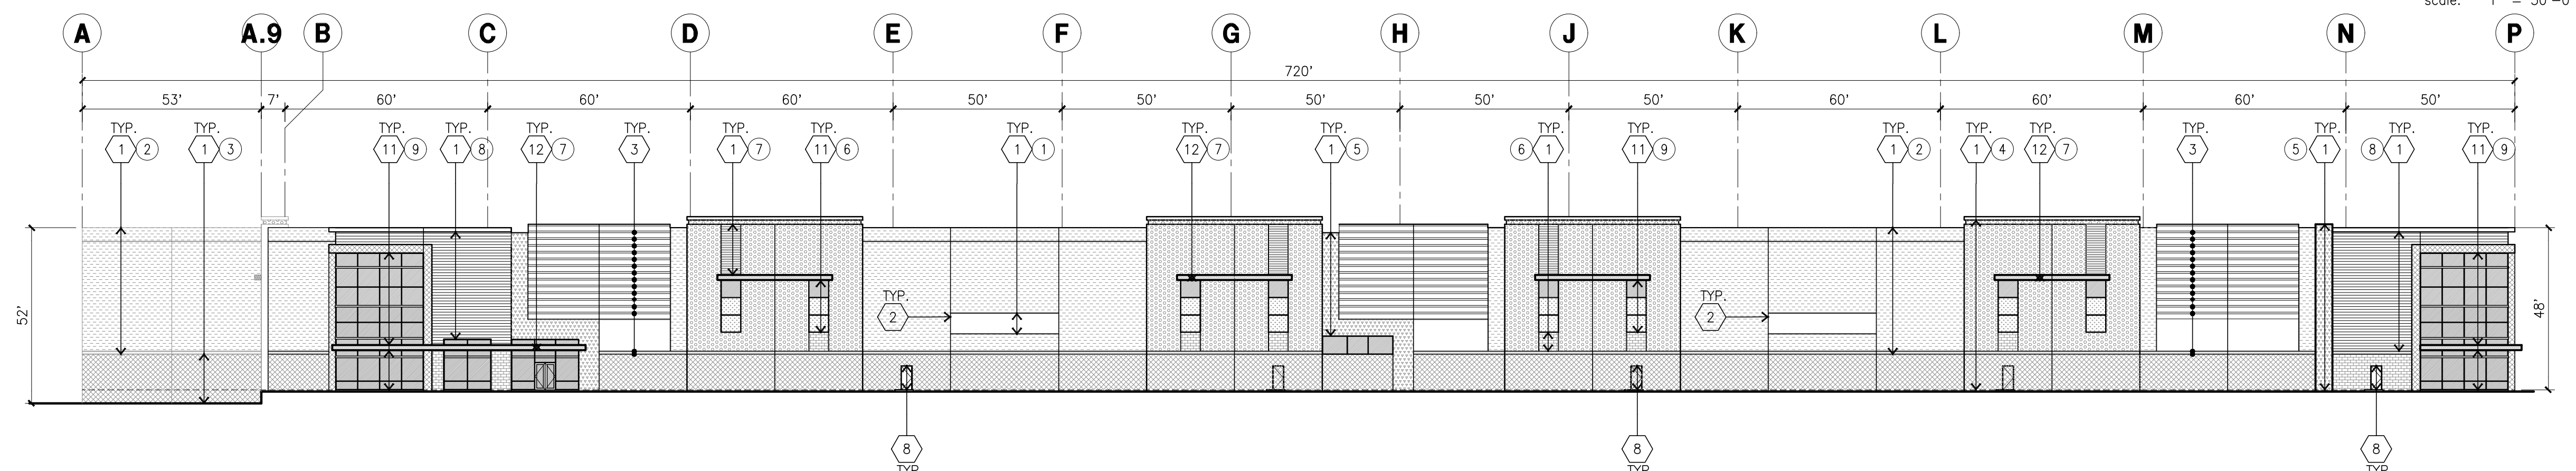 scale: 1" = 30'-0
A A.9 B C D E F G H J K L M N P
720'
53' 7' 60' 60' 60' 50' 50' 50' 50' 50' 60' 60' 60' 50'
TYP. TYP. TYP. TYP. TYP. TYP. TYP. TYP. TYP. TYP. TYP. TYP. TYP. TYP. TYP. TYP. TYP.
1 2 1 3 11 9 1 8 12 7 3 1 7 11 6 1 1 12 7 1 5 6 1 11 9 1 2 1 4 12 7 3 5 1 8 1 11 9
TYP. TYP.
2 2
52' 48'
8 8 8
TYP. TYP. TYP.